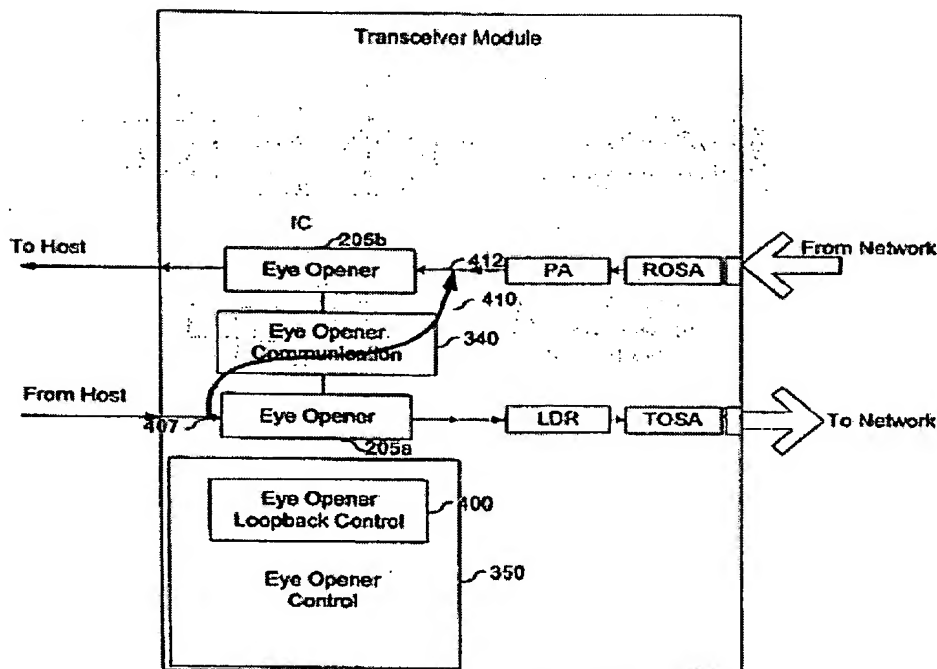 Transceiver Module
IC
To Host
205b
Eye Opener
412
PA
ROSA
From Network
410
Eye Opener
Communication
340
From Host
407
Eye Opener
205a
LDR
TOSA
To Network
Eye Opener
Loopback Control
400
Eye Opener
Control
350